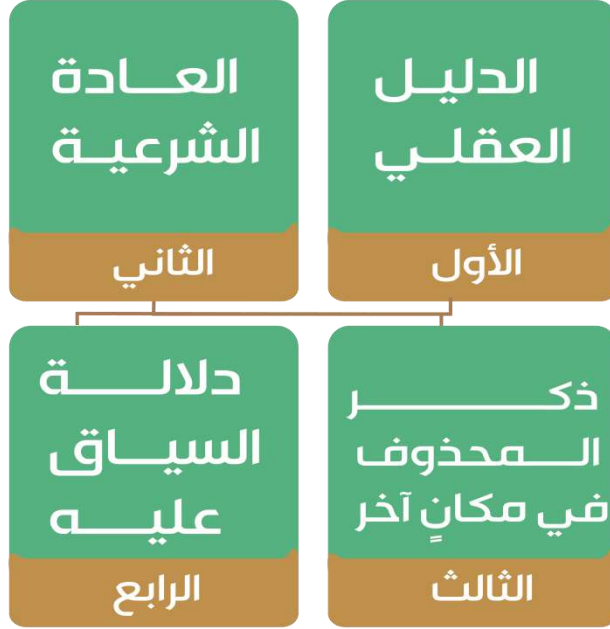 الدليل
العقلي
الأول
العادة
الشرعية
الثاني
ذكر
المحذوف
في مكانٍ آخر
الثالث
دلالة
السياق
عليه
الرابع